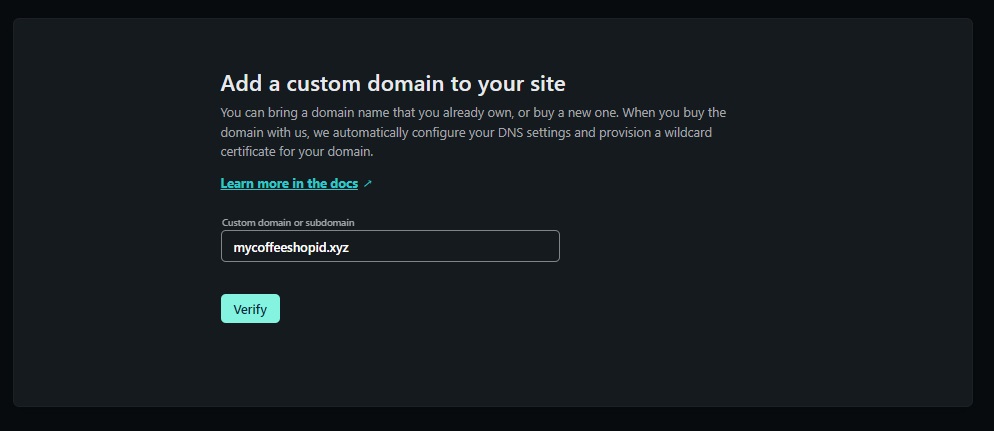 Add a custom domain to your site
You can bring a domain name that you already own, or buy a new one. When you buy the
domain with us, we automatically configure your DNS settings and provision a wildcard
certificate for your domain.
Learn more in the docs ↗
Custom domain or subdomain
mycoffeeshopid.xyz
Verify